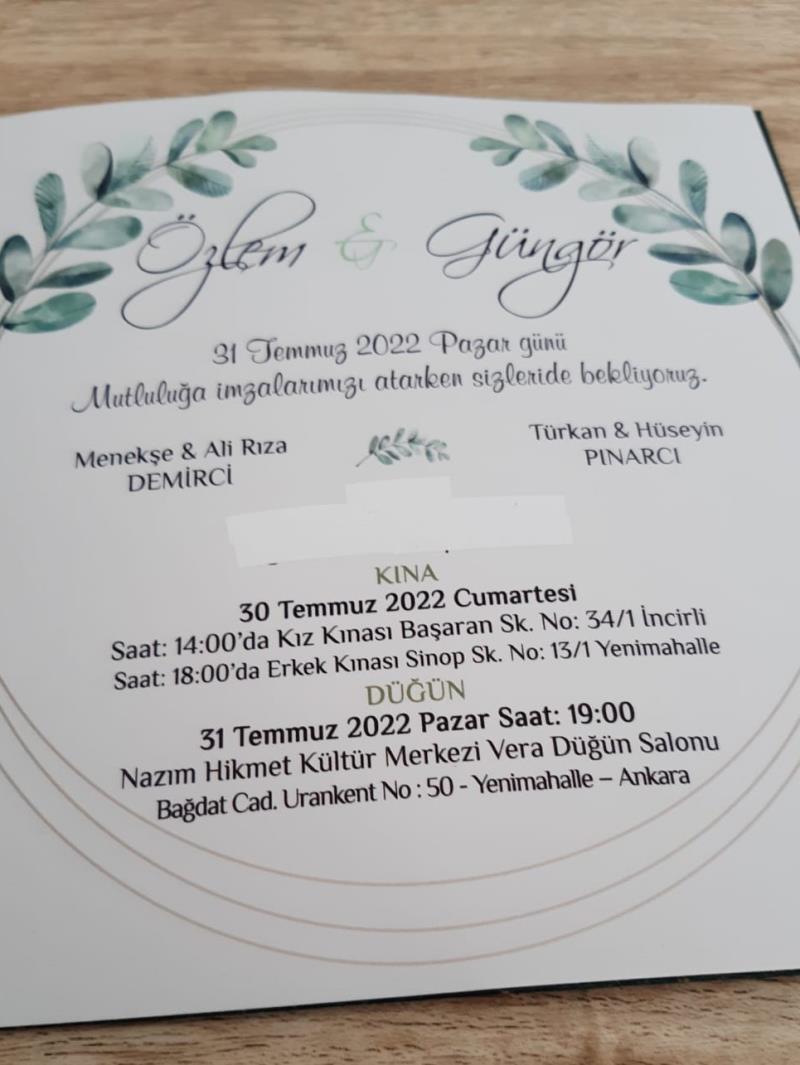 Özlem & Güngör
31 Temmuz 2022 Pazar günü
Mutluluğa imzalarımızı atarken sizleride bekliyoruz.
Menekşe & Ali Rıza
DEMİRCİ
Türkan & Hüseyin
PINARCI
KINA
30 Temmuz 2022 Cumartesi
Saat: 14:00'da Kız Kınası Başaran Sk. No: 34/1 İncirli
Saat: 18:00'da Erkek Kınası Sinop Sk. No: 13/1 Yenimahalle
DÜĞÜN
31 Temmuz 2022 Pazar Saat: 19:00
Nazım Hikmet Kültür Merkezi Vera Düğün Salonu
Bağdat Cad. Urankent No : 50 - Yenimahalle – Ankara